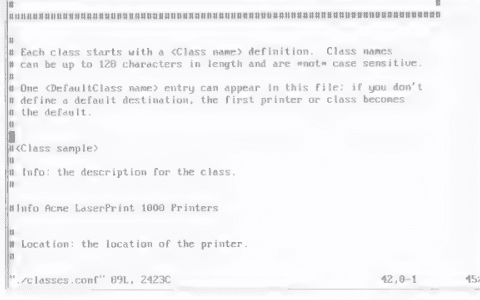 #
########################################################################
#
# Each class starts with a <Class name> definition.  Class names
# can be up to 128 characters in length and are *not* case sensitive.
#
# One <DefaultClass name> entry can appear in this file; if you don't
# define a default destination, the first printer or class becomes
# the default.
#

#<Class sample>
#
# Info: the description for the class.
#

#Info Acme LaserPrint 1000 Printers

#
# Location: the location of the printer.
#
"./classes.conf" 89L, 2423C 42,0-1 45%